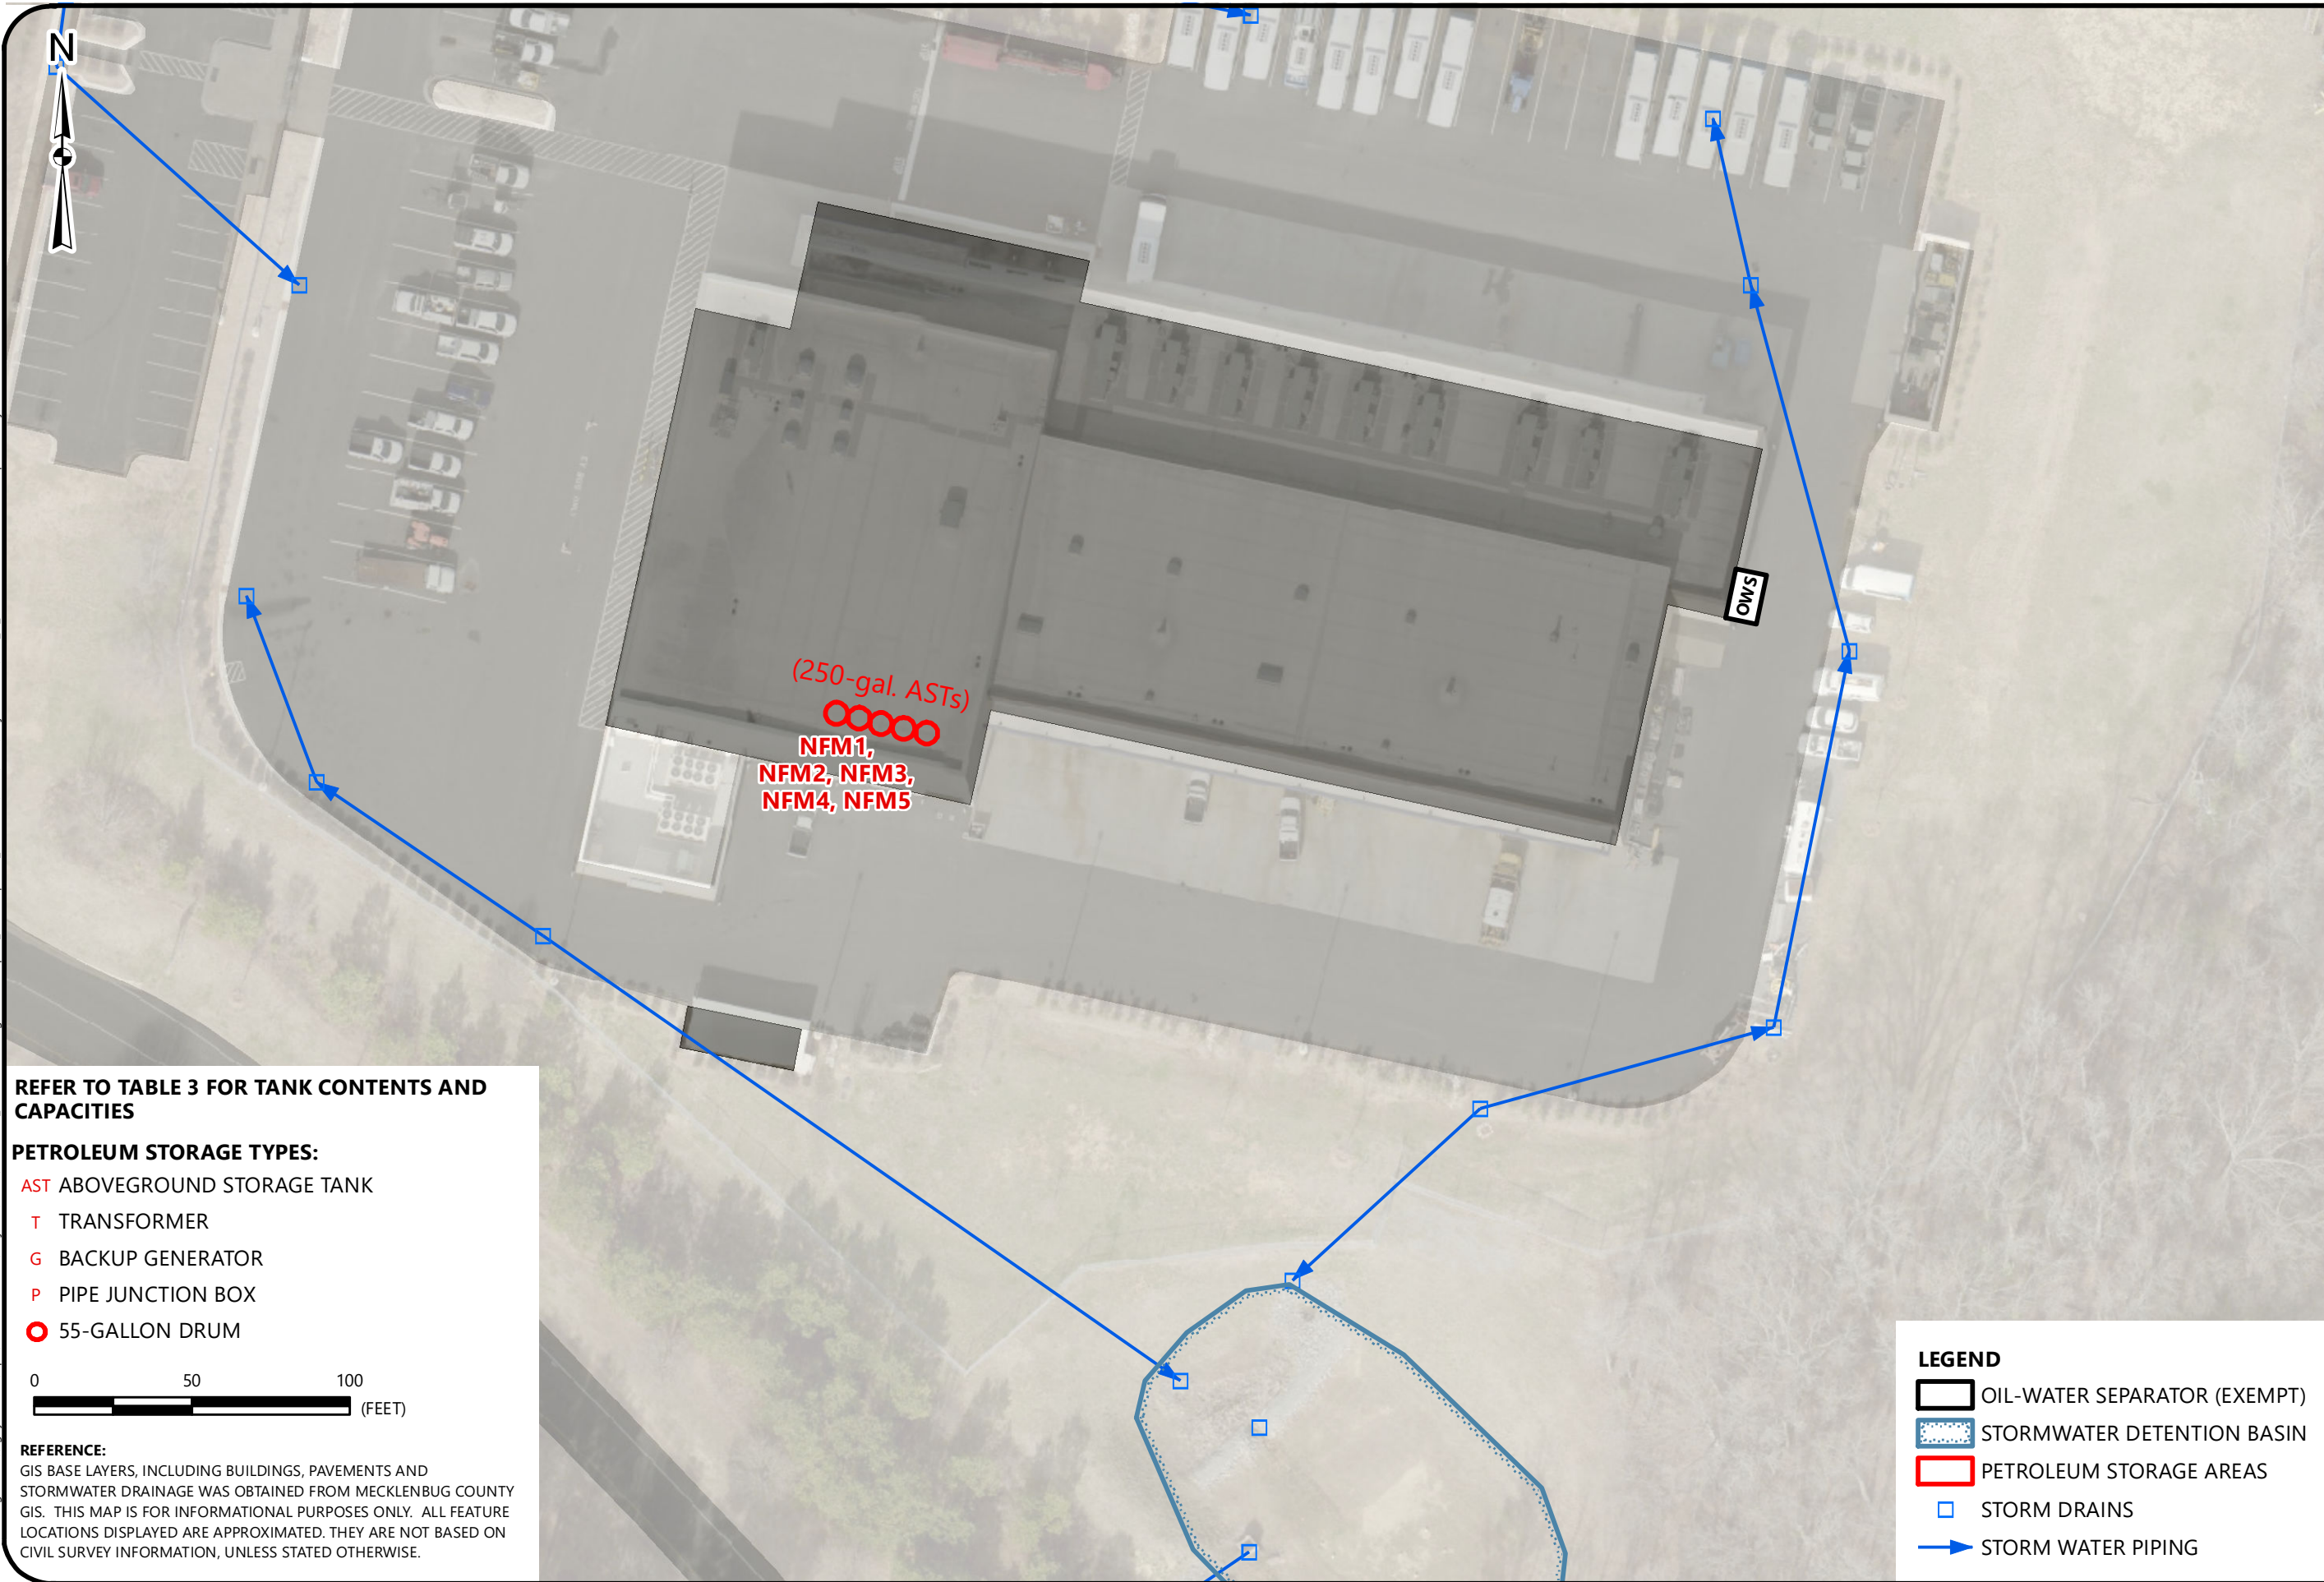 N
OWS
(250-gal. ASTs)
NFM1,
NFM2, NFM3,
NFM4, NFM5
REFER TO TABLE 3 FOR TANK CONTENTS AND
CAPACITIES
PETROLEUM STORAGE TYPES:
AST ABOVEGROUND STORAGE TANK
T TRANSFORMER
G BACKUP GENERATOR
P PIPE JUNCTION BOX
55-GALLON DRUM
0 50 100
(FEET)
REFERENCE:
GIS BASE LAYERS, INCLUDING BUILDINGS, PAVEMENTS AND
STORMWATER DRAINAGE WAS OBTAINED FROM MECKLENBUG COUNTY
GIS. THIS MAP IS FOR INFORMATIONAL PURPOSES ONLY. ALL FEATURE
LOCATIONS DISPLAYED ARE APPROXIMATED. THEY ARE NOT BASED ON
CIVIL SURVEY INFORMATION, UNLESS STATED OTHERWISE.
LEGEND
OIL-WATER SEPARATOR (EXEMPT)
STORMWATER DETENTION BASIN
PETROLEUM STORAGE AREAS
STORM DRAINS
STORM WATER PIPING